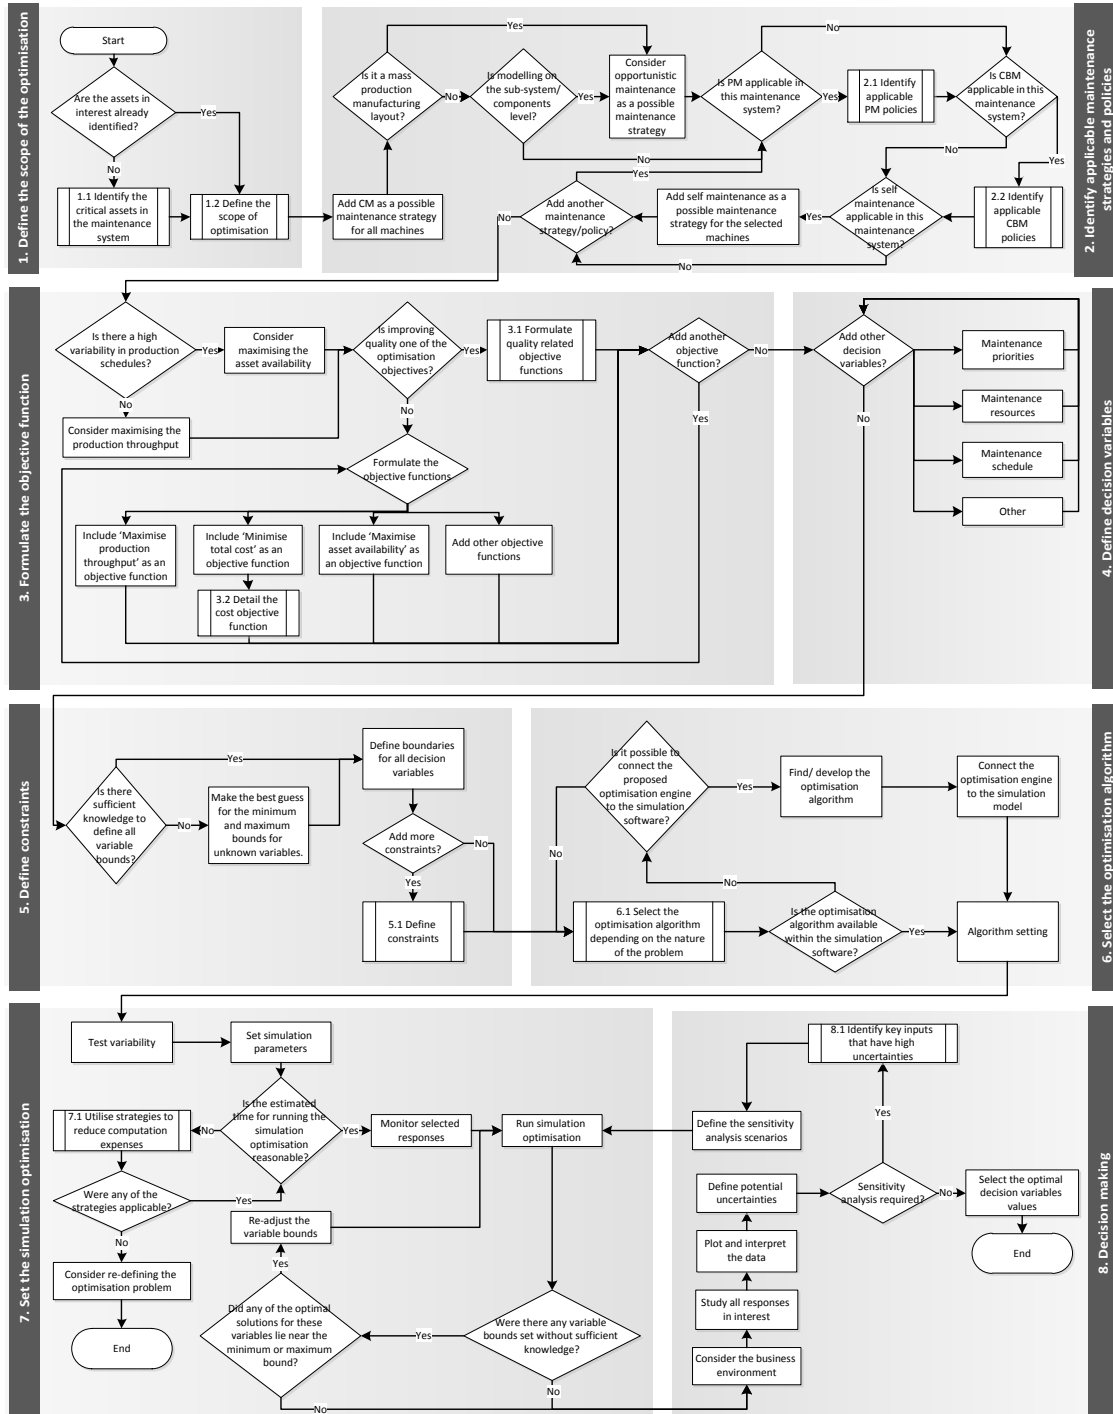 1. Define the scope of the optimisation
Start
Are the assets in
interest already
identified?
Yes
No
1.1 Identify the
critical assets in
the maintenance
system
1.2 Define the
scope of
optimisation
2. Identify applicable maintenance
strategies and policies
Yes
Is it a mass
production
manufacturing
layout?
No
Is modelling on
the sub-system/
components
level?
Yes
Consider
opportunistic
maintenance
as a possible
maintenance
strategy
No
Is PM applicable in
this maintenance
system?
Yes
No
2.1 Identify
applicable
PM policies
Is CBM
applicable in this
maintenance
system?
No
Yes
2.2 Identify
applicable
CBM
policies
Is self
maintenance
applicable in this
maintenance
system?
Yes
No
Add self maintenance as a
possible maintenance
strategy for the selected
machines
Add another
maintenance
strategy/policy?
Yes
No
Add CM as a possible
maintenance strategy
for all machines
3. Formulate the objective function
Is there a high
variability in production
schedules?
Yes
No
Consider
maximising the
asset availability
Consider maximising the
production throughput
Is improving
quality one of the
optimisation
objectives?
Yes
No
3.1 Formulate
quality related
objective
functions
Add another
objective
function?
No
Yes
Formulate the
objective functions
Include ‘Maximise
production
throughput’ as an
objective function
Include ‘Minimise
total cost’ as an
objective function
Include ‘Maximise
asset availability’ as
an objective function
Add other objective
functions
3.2 Detail the
cost objective
function
4. Define decision variables
Add other
decision
variables?
No
Maintenance
priorities
Maintenance
resources
Maintenance
schedule
Other
5. Define constraints
Is there
sufficient
knowledge to
define all
variable
bounds?
Yes
No
Make the best guess
for the minimum
and maximum
bounds for
unknown variables.
Define boundaries
for all decision
variables
Add more
constraints?
No
Yes
5.1 Define
constraints
6. Select the optimisation algorithm
Is it possible to
connect the
proposed
optimisation engine
to the simulation
software?
Yes
No
Find/ develop the
optimisation
algorithm
Connect the
optimisation engine
to the simulation
model
6.1 Select the
optimisation algorithm
depending on the nature
of the problem
No
Is the optimisation
algorithm available
within the simulation
software?
Yes
Algorithm setting
7. Set the simulation optimisation
Test variability
Set simulation
parameters
Is the estimated
time for running the
simulation
optimisation
reasonable?
No
Yes
7.1 Utilise strategies to
reduce computation
expenses
Monitor selected
responses
Run simulation
optimisation
Were any of the
strategies applicable?
Yes
No
Re-adjust the
variable bounds
Yes
Consider re-defining the
optimisation problem
End
Did any of the optimal
solutions for these
variables lie near the
minimum or maximum
bound?
No
Yes
Were there any variable
bounds set without sufficient
knowledge?
No
8. Decision making
8.1 Identify key inputs
that have high
uncertainties
Define the sensitivity
analysis scenarios
Yes
Define potential
uncertainties
Sensitivity
analysis required?
No
Select the optimal
decision variables
values
End
Plot and interpret
the data
Study all responses
in interest
Consider the business
environment